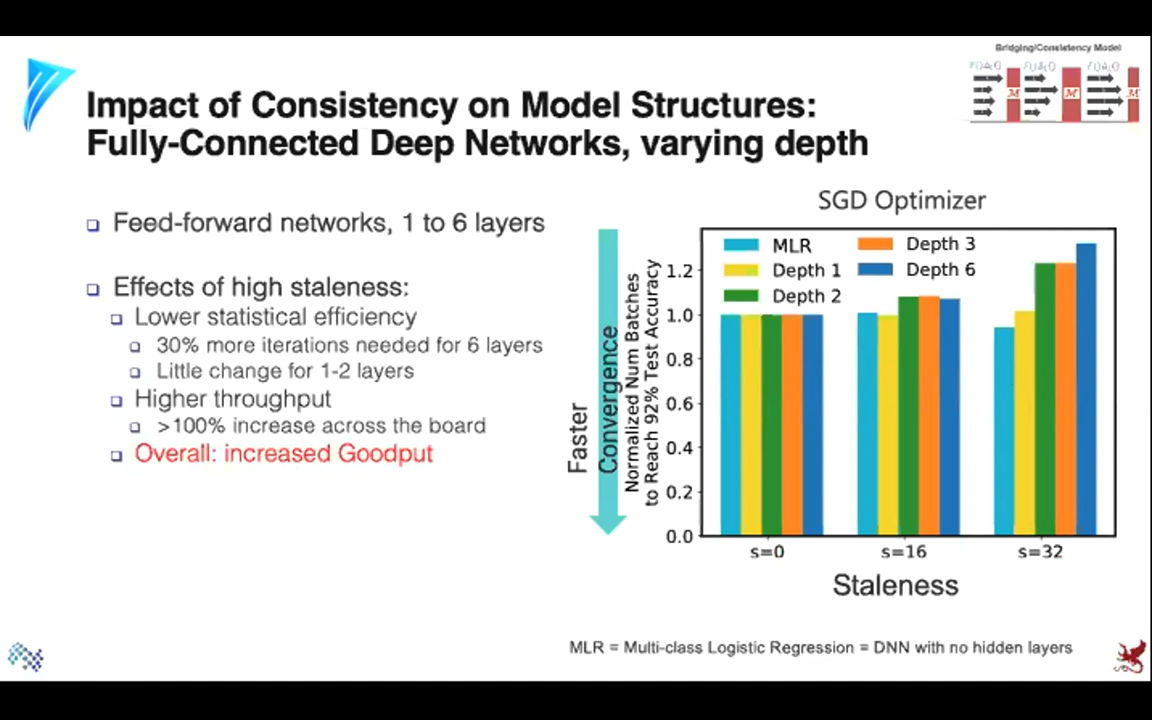 Bridging/Consistency Model
Impact of Consistency on Model Structures:
Fully-Connected Deep Networks, varying depth
❑ Feed-forward networks, 1 to 6 layers
❑ Effects of high staleness:
❑ Lower statistical efficiency
❑ 30% more iterations needed for 6 layers
❑ Little change for 1-2 layers
❑ Higher throughput
❑ >100% increase across the board
❑ Overall: increased Goodput
Faster
Convergence
SGD Optimizer
Normalized Num Batches
to Reach 92% Test Accuracy
MLR
Depth 1
Depth 2
Depth 3
Depth 6
1.2
1.0
0.8
0.6
0.4
0.2
0.0
s=0 s=16 s=32
Staleness
MLR = Multi-class Logistic Regression = DNN with no hidden layers